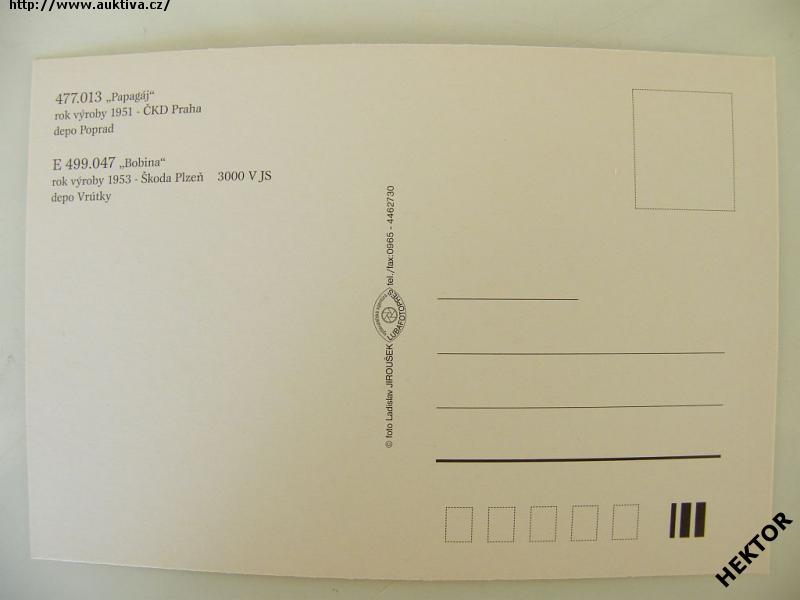 http://www.auktiva.cz/
477.013 „Papagáj“
rok výroby 1951 - ČKD Praha
depo Poprad
E 499.047 „Bobina“
rok výroby 1953 - Škoda Plzeň 3000 V JS
depo Vrútky
© foto Ladislav JIROUŠEK
ĽUBAFOTOPRES
tel./fax:0965 - 4462730
HEKTOR